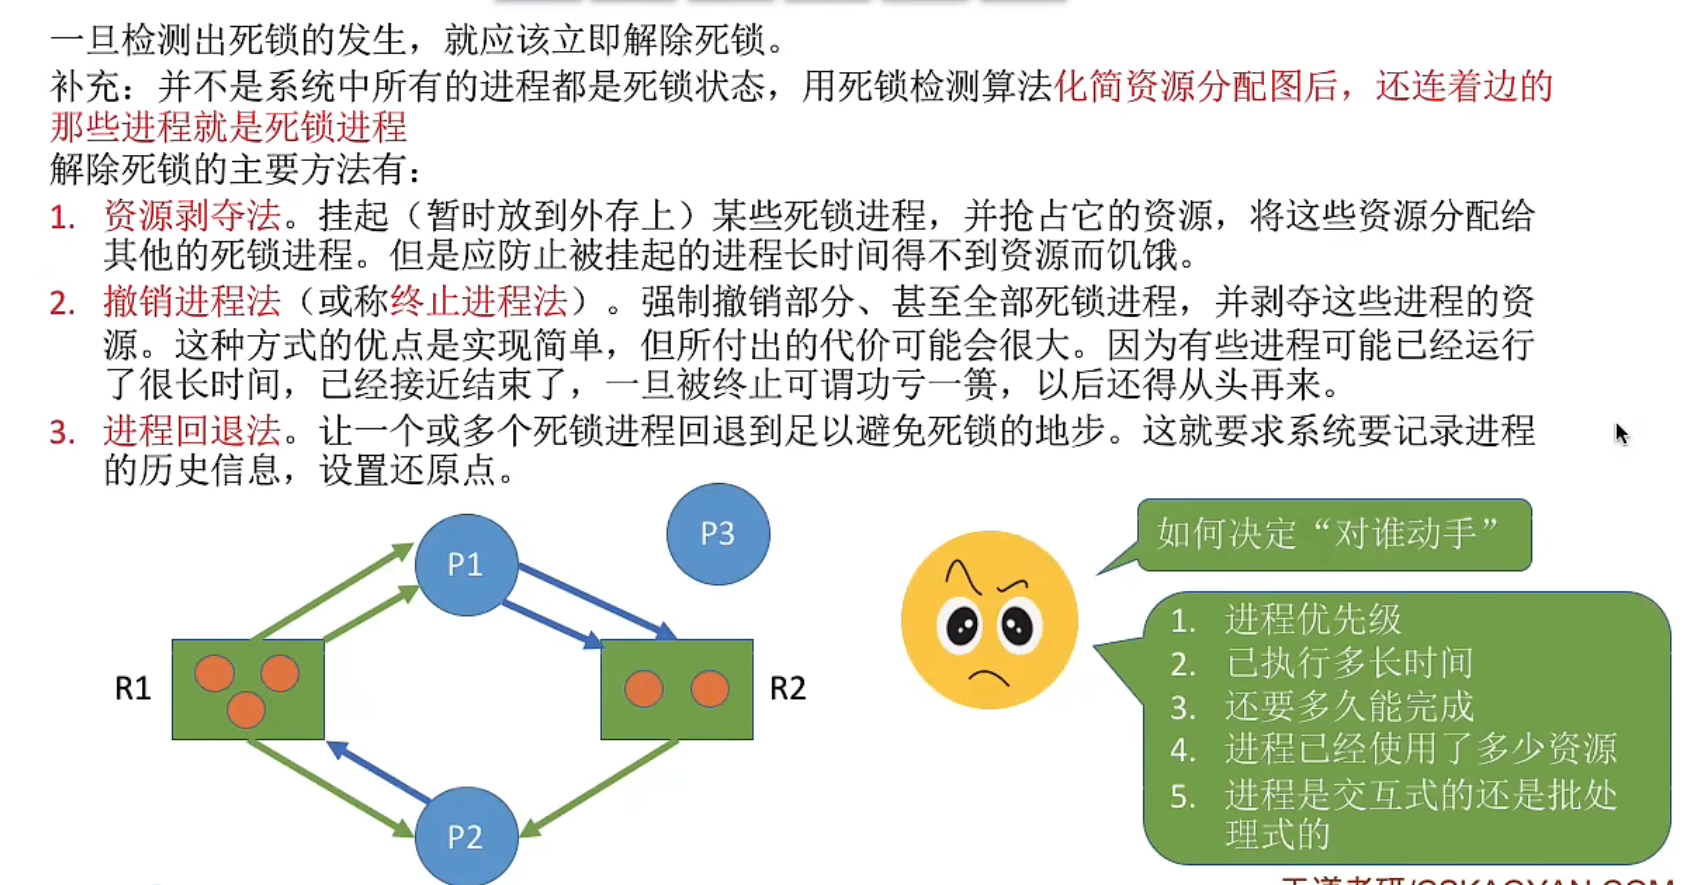 一旦检测出死锁的发生，就应该立即解除死锁。
补充：并不是系统中所有的进程都是死锁状态，用死锁检测算法化简资源分配图后，还连着边的
那些进程就是死锁进程
解除死锁的主要方法有：
1. 资源剥夺法。挂起（暂时放到外存上）某些死锁进程，并抢占它的资源，将这些资源分配给
其他的死锁进程。但是应防止被挂起的进程长时间得不到资源而饥饿。
2. 撤销进程法（或称终止进程法）。强制撤销部分、甚至全部死锁进程，并剥夺这些进程的资
源。这种方式的优点是实现简单，但所付出的代价可能会很大。因为有些进程可能已经运行
了很长时间，已经接近结束了，一旦被终止可谓功亏一篑，以后还得从头再来。
3. 进程回退法。让一个或多个死锁进程回退到足以避免死锁的地步。这就要求系统要记录进程
的历史信息，设置还原点。
P3
P1
R1
R2
P2
如何决定“对谁动手”
1. 进程优先级
2. 已执行多长时间
3. 还要多久能完成
4. 进程已经使用了多少资源
5. 进程是交互式的还是批处
理式的
王道考研/CSKAOYAN.COM